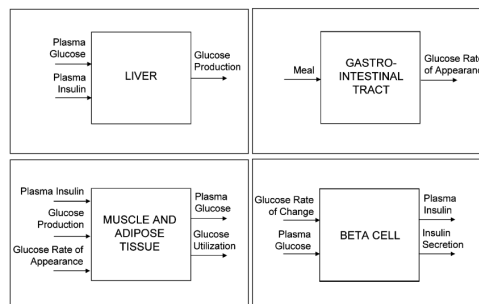 Plasma
Glucose
Plasma
Insulin
LIVER
Glucose
Production
Meal
GASTRO-
INTESTINAL
TRACT
Glucose Rate
of Appearance
Plasma Insulin
Glucose
Production
Glucose Rate of
Appearance
MUSCLE AND
ADIPOSE
TISSUE
Plasma
Glucose
Glucose
Utilization
Glucose Rate
of Change
Plasma
Glucose
BETA CELL
Plasma
Insulin
Insulin
Secretion